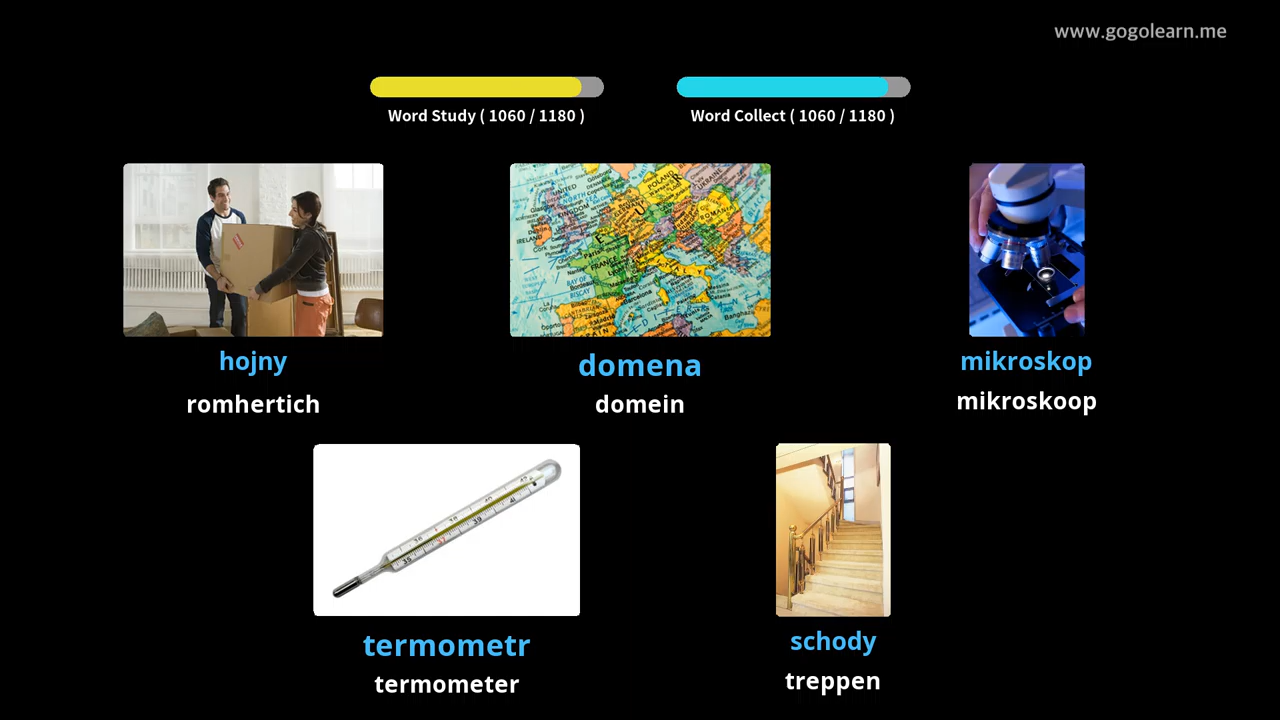 www.gogolearn.me
Word Study ( 1060 / 1180 )
Word Collect ( 1060 / 1180 )
hojny
romhertich
domena
domein
mikroskop
mikroskoop
termometr
termometer
schody
treppen